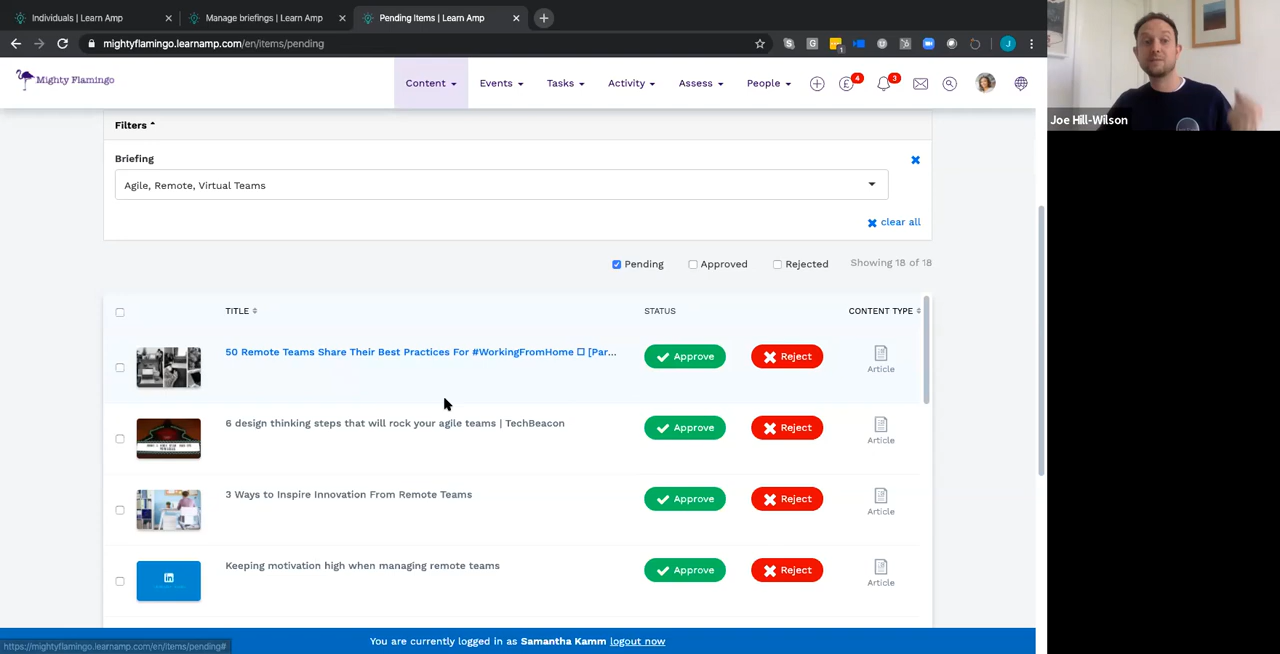 Individuals | Learn Amp
Manage briefings | Learn Amp
Pending Items | Learn Amp
mightyflamingo.learnamp.com/en/items/pending
1
J
Mighty Flamingo
Content
Events
Tasks
Activity
Assess
People
4
3
Joe Hill-Wilson
Filters
Briefing
Agile, Remote, Virtual Teams
clear all
Pending
Approved
Rejected
Showing 18 of 18
TITLE
STATUS
CONTENT TYPE
50 Remote Teams Share Their Best Practices For #WorkingFromHome □ [Par...
Approve
Reject
Article
6 design thinking steps that will rock your agile teams | TechBeacon
Approve
Reject
Article
3 Ways to Inspire Innovation From Remote Teams
Approve
Reject
Article
Keeping motivation high when managing remote teams
Approve
Reject
Article
in
You are currently logged in as Samantha Kamm logout now
https://mightyflamingo.learnamp.com/en/items/pending#